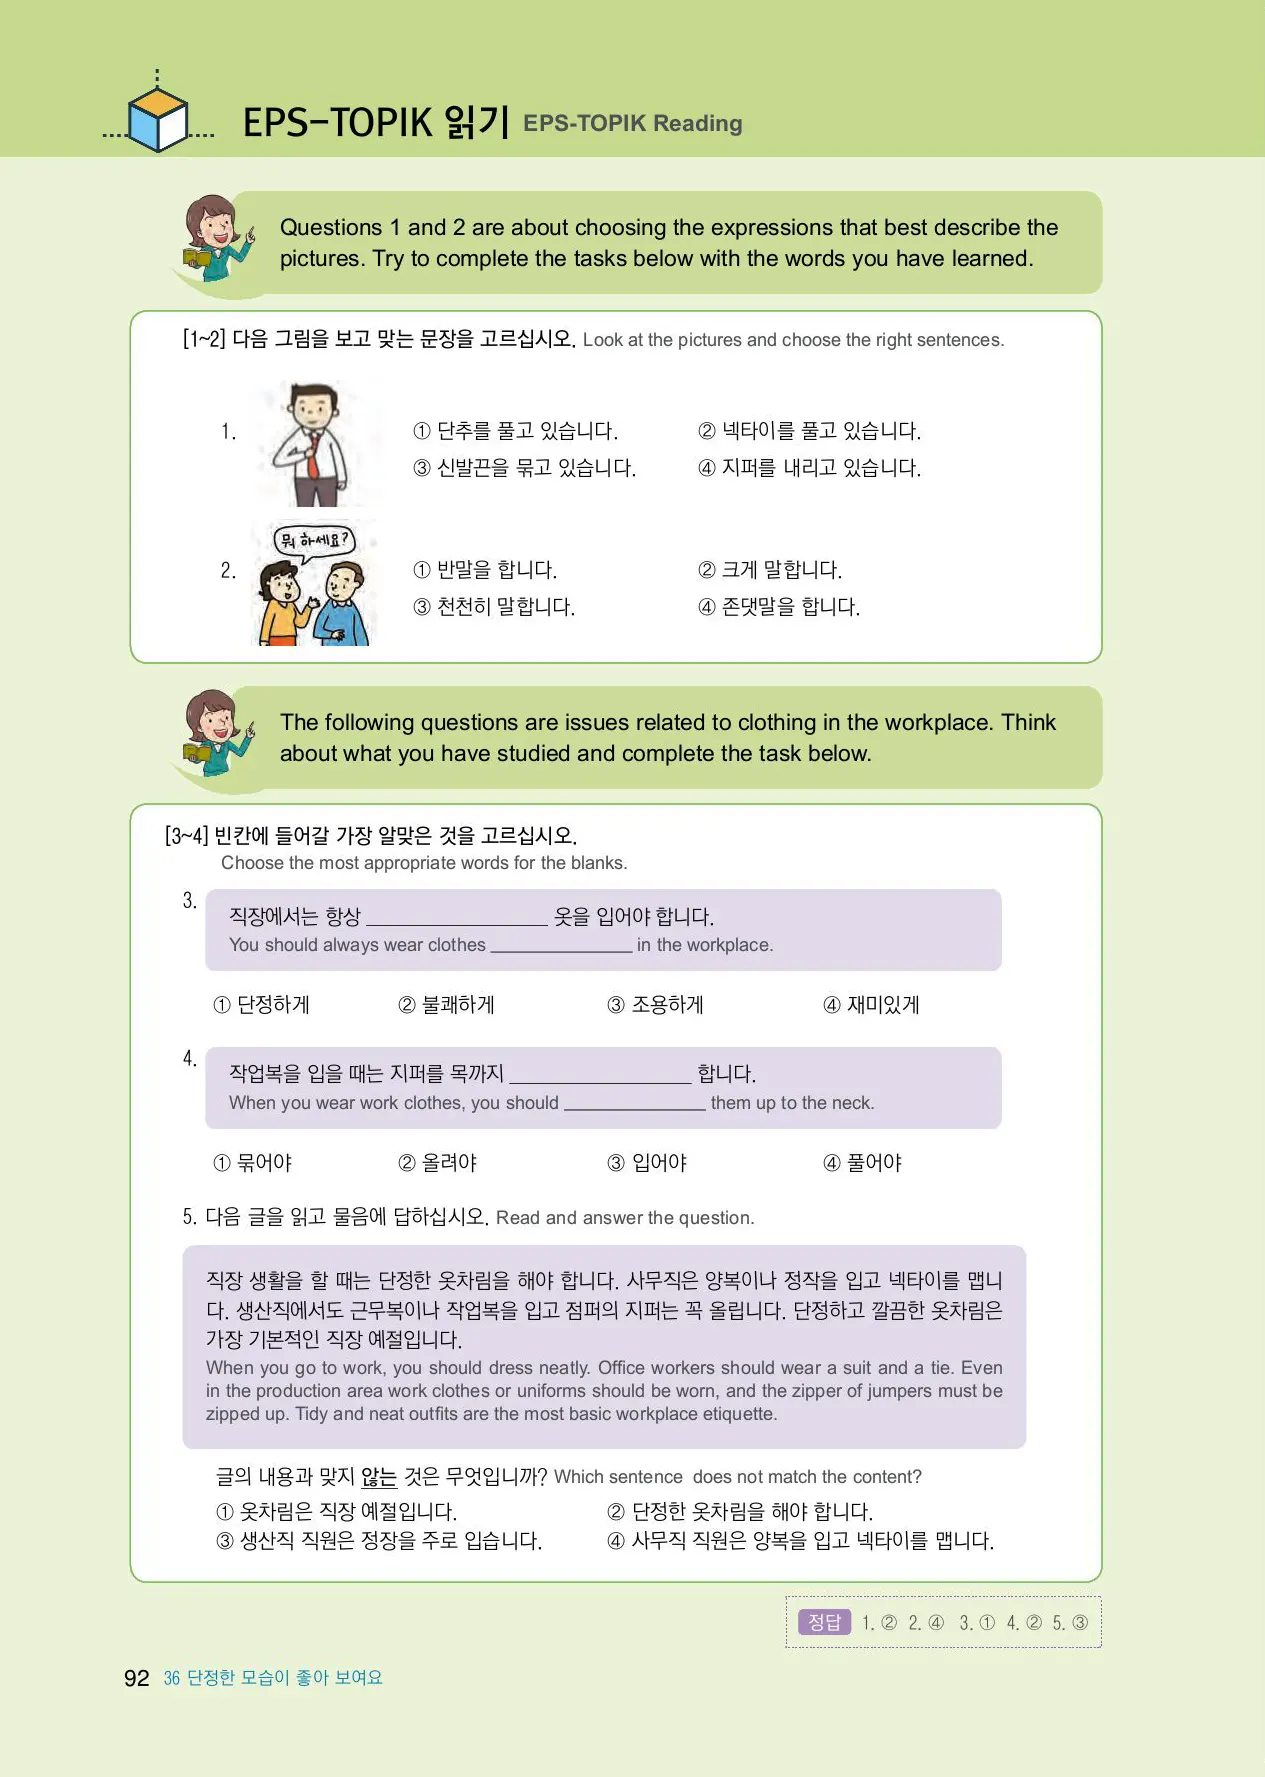 EPS-TOPIK 읽기 EPS-TOPIK Reading
Questions 1 and 2 are about choosing the expressions that best describe the
pictures. Try to complete the tasks below with the words you have learned.
[1~2] 다음 그림을 보고 맞는 문장을 고르십시오. Look at the pictures and choose the right sentences.
1.
① 단추를 풀고 있습니다. ② 넥타이를 풀고 있습니다.
③ 신발끈을 묶고 있습니다. ④ 지퍼를 내리고 있습니다.
뭐 하세요?
2.
① 반말을 합니다. ② 크게 말합니다.
③ 천천히 말합니다. ④ 존댓말을 합니다.
The following questions are issues related to clothing in the workplace. Think
about what you have studied and complete the task below.
[3~4] 빈칸에 들어갈 가장 알맞은 것을 고르십시오.
Choose the most appropriate words for the blanks.
3.
직장에서는 항상 ________________ 옷을 입어야 합니다.
You should always wear clothes ______________ in the workplace.
① 단정하게 ② 불쾌하게 ③ 조용하게 ④ 재미있게
4.
작업복을 입을 때는 지퍼를 목까지 ________________ 합니다.
When you wear work clothes, you should ______________ them up to the neck.
① 묶어야 ② 올려야 ③ 입어야 ④ 풀어야
5. 다음 글을 읽고 물음에 답하십시오. Read and answer the question.
직장 생활을 할 때는 단정한 옷차림을 해야 합니다. 사무직은 양복이나 정작을 입고 넥타이를 맵니
다. 생산직에서도 근무복이나 작업복을 입고 점퍼의 지퍼는 꼭 올립니다. 단정하고 깔끔한 옷차림은
가장 기본적인 직장 예절입니다.
When you go to work, you should dress neatly. Office workers should wear a suit and a tie. Even
in the production area work clothes or uniforms should be worn, and the zipper of jumpers must be
zipped up. Tidy and neat outfits are the most basic workplace etiquette.
글의 내용과 맞지 않는 것은 무엇입니까? Which sentence does not match the content?
① 옷차림은 직장 예절입니다. ② 단정한 옷차림을 해야 합니다.
③ 생산직 직원은 정장을 주로 입습니다. ④ 사무직 직원은 양복을 입고 넥타이를 맵니다.
정답 1. ② 2. ④ 3. ① 4. ② 5. ③
92 36 단정한 모습이 좋아 보여요